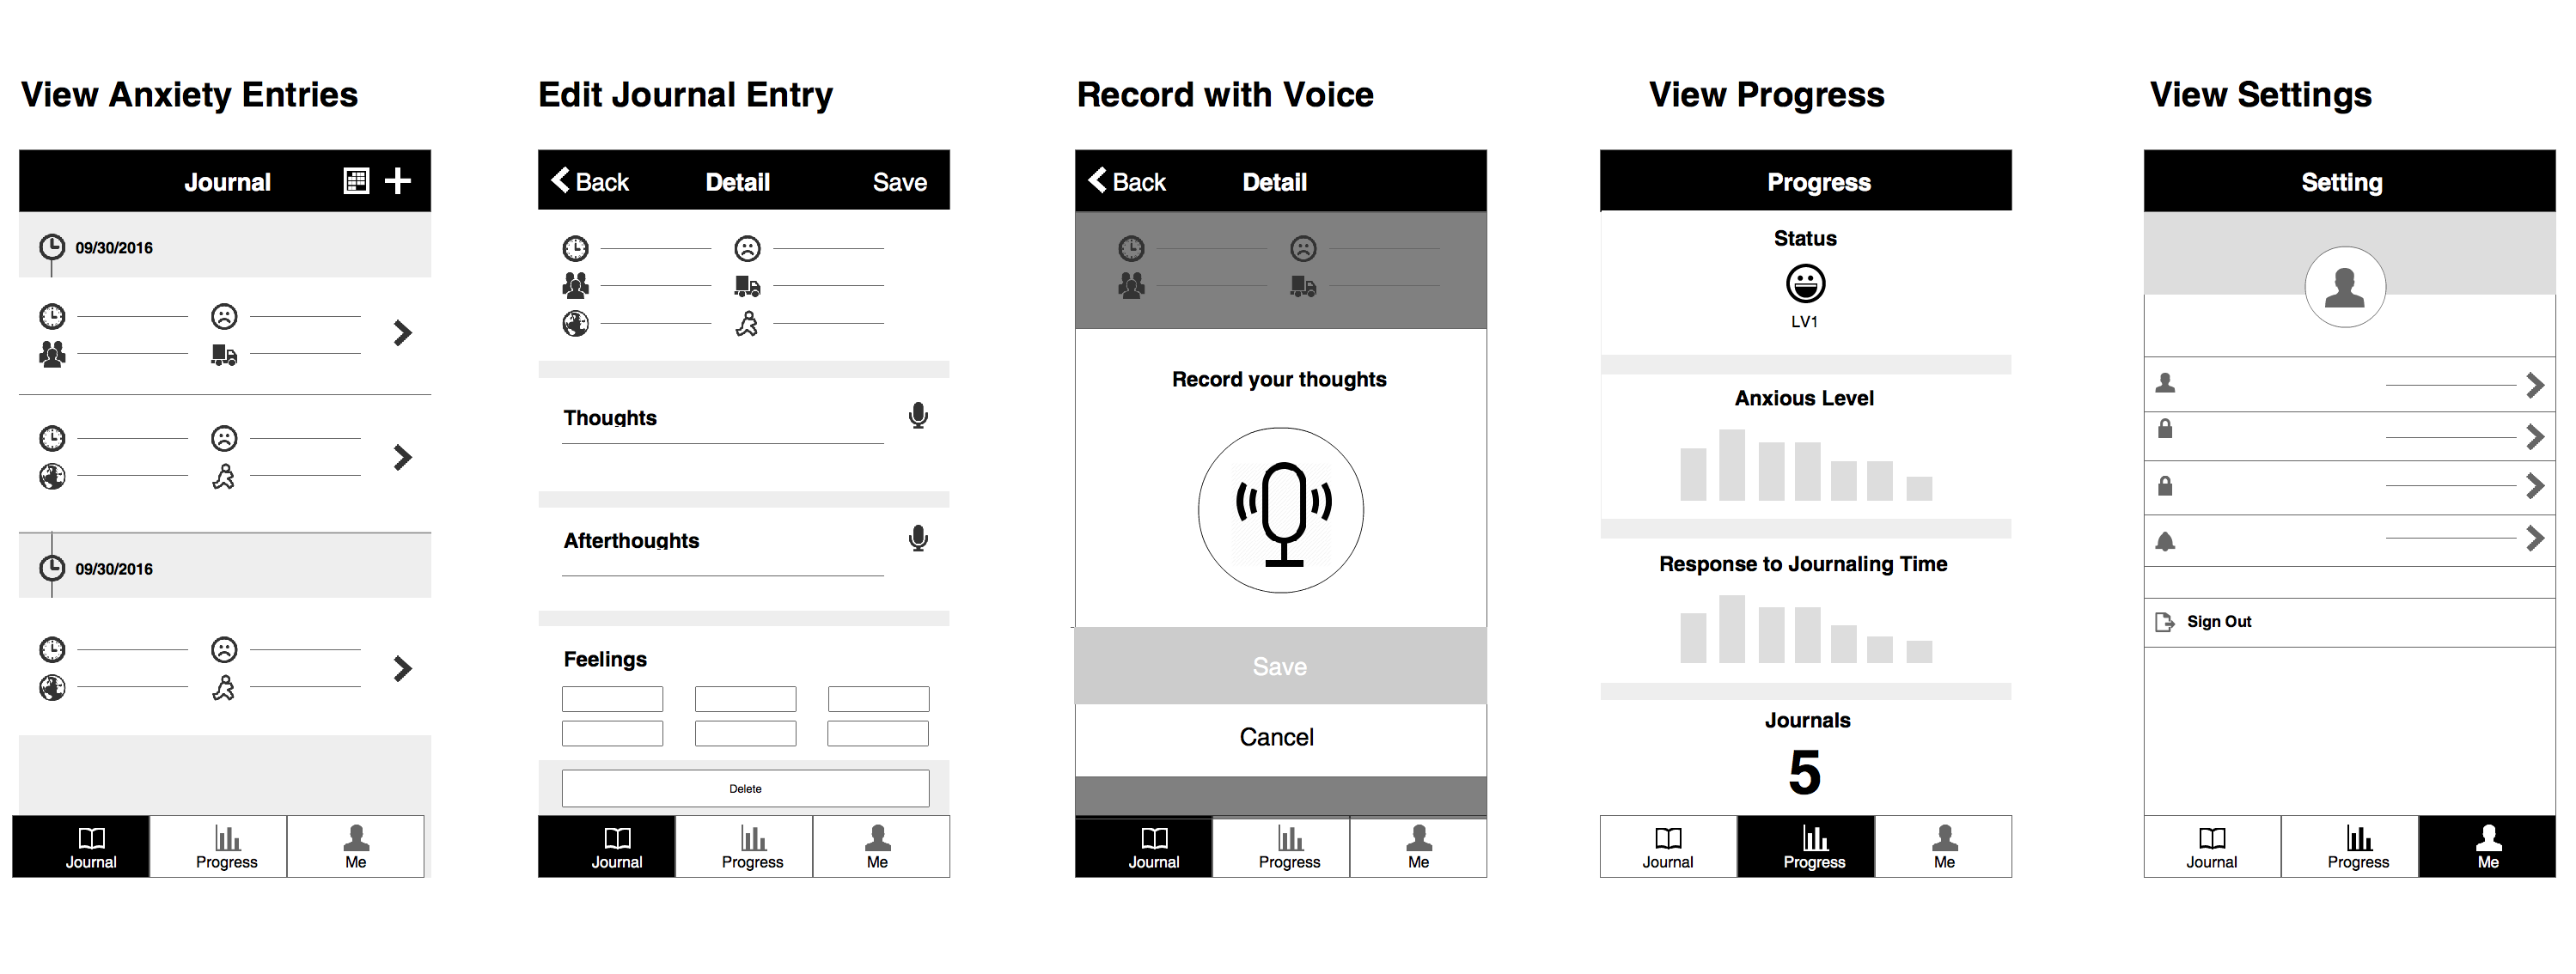 View Anxiety Entries
Journal
09/30/2016
09/30/2016
Journal
Progress
Me
Edit Journal Entry
Back
Detail
Save
Thoughts
Afterthoughts
Feelings
Delete
Journal
Progress
Me
Record with Voice
Back
Detail
Record your thoughts
Save
Cancel
Journal
Progress
Me
View Progress
Progress
Status
LV1
Anxious Level
Response to Journaling Time
Journals
5
Journal
Progress
Me
View Settings
Setting
Sign Out
Journal
Progress
Me